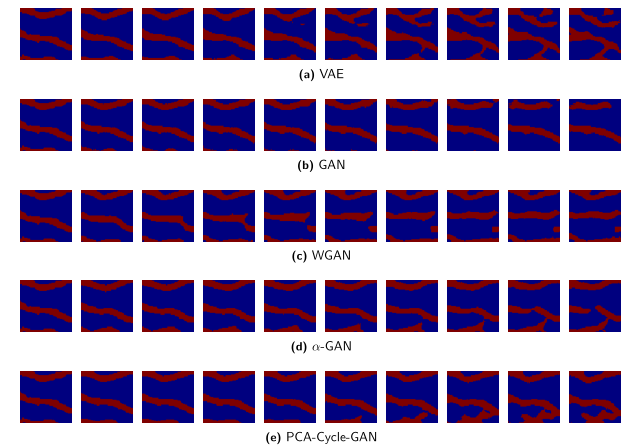 (a) VAE
(b) GAN
(c) WGAN
(d) α-GAN
(e) PCA-Cycle-GAN